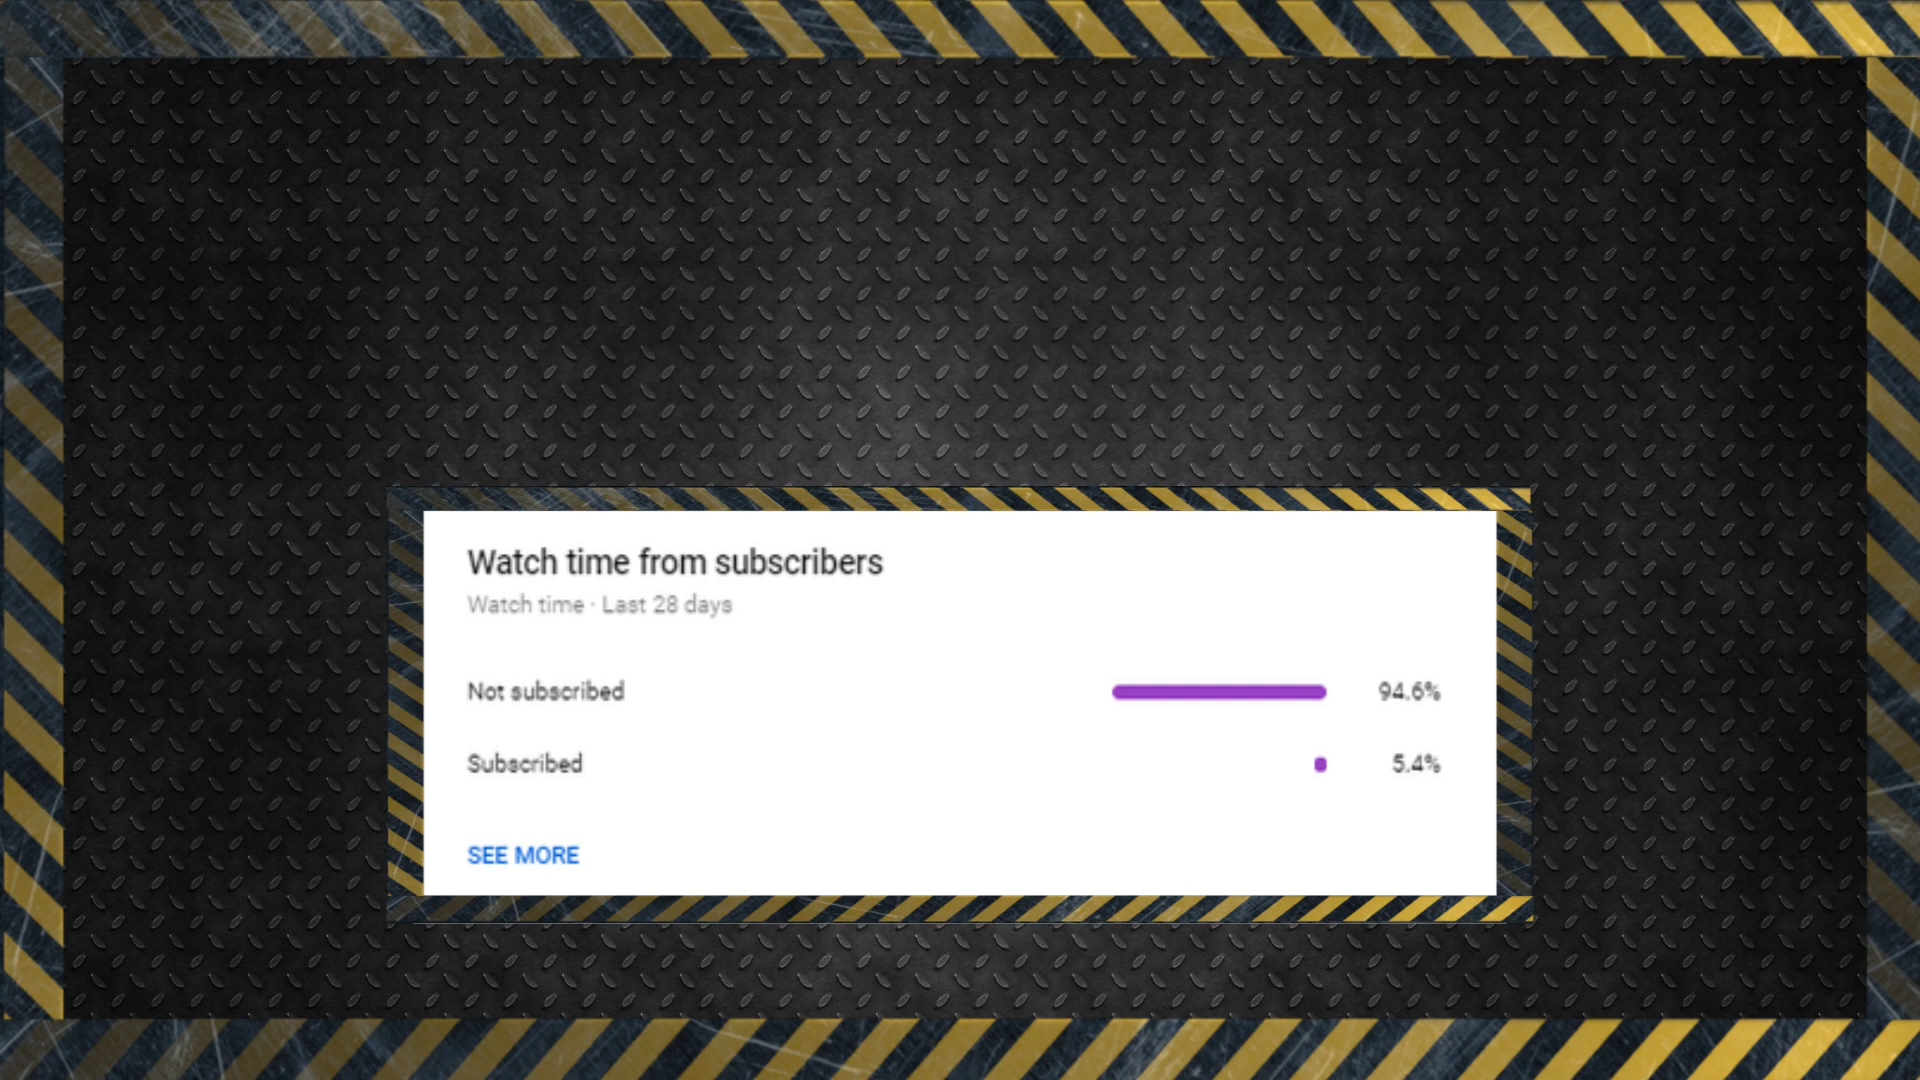 Watch time from subscribers
Watch time · Last 28 days
Not subscribed 94.6%
Subscribed 5.4%
SEE MORE